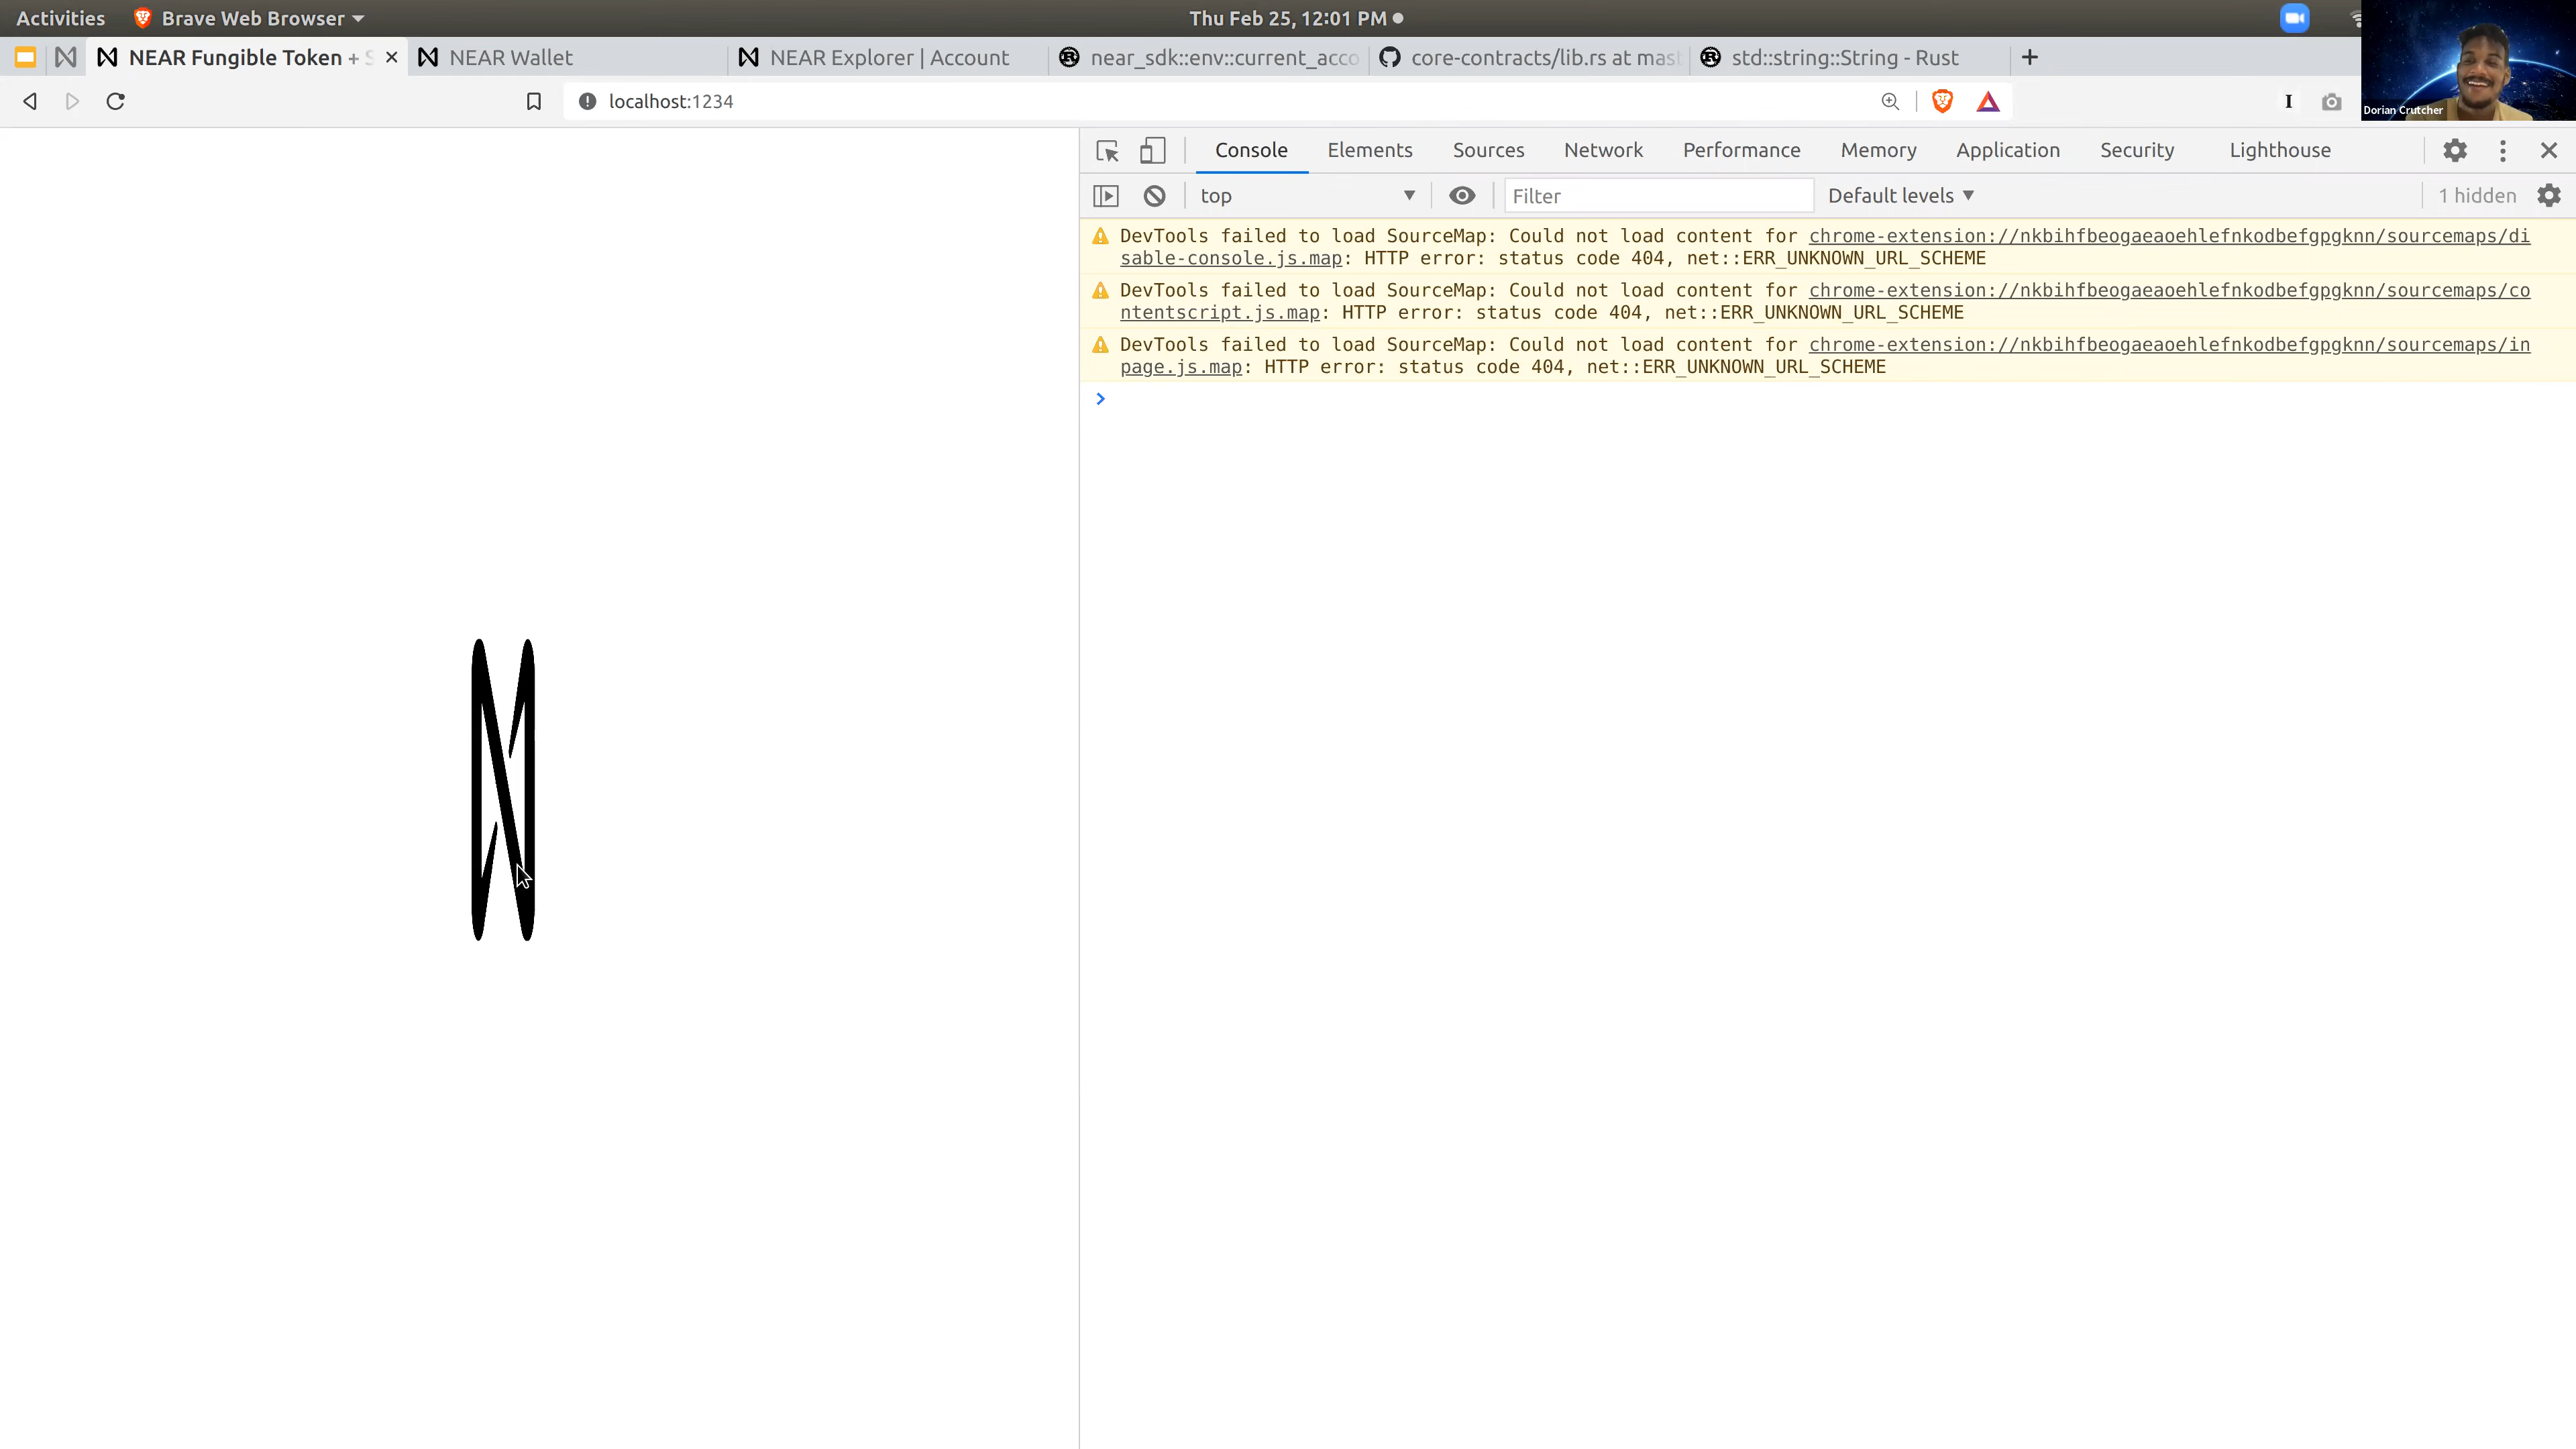 Activities Brave Web Browser Thu Feb 25, 12:01 PM
NEAR Fungible Token + S NEAR Wallet NEAR Explorer | Account near_sdk::env::current_acco core-contracts/lib.rs at mast std::string::String - Rust
localhost:1234
Dorian Crutcher
Console Elements Sources Network Performance Memory Application Security Lighthouse
top Filter Default levels 1 hidden
DevTools failed to load SourceMap: Could not load content for chrome-extension://nkbihfbeogaeaoehlefnkodbefgpgknn/sourcemaps/di
sable-console.js.map: HTTP error: status code 404, net::ERR_UNKNOWN_URL_SCHEME
DevTools failed to load SourceMap: Could not load content for chrome-extension://nkbihfbeogaeaoehlefnkodbefgpgknn/sourcemaps/co
ntentscript.js.map: HTTP error: status code 404, net::ERR_UNKNOWN_URL_SCHEME
DevTools failed to load SourceMap: Could not load content for chrome-extension://nkbihfbeogaeaoehlefnkodbefgpgknn/sourcemaps/in
page.js.map: HTTP error: status code 404, net::ERR_UNKNOWN_URL_SCHEME